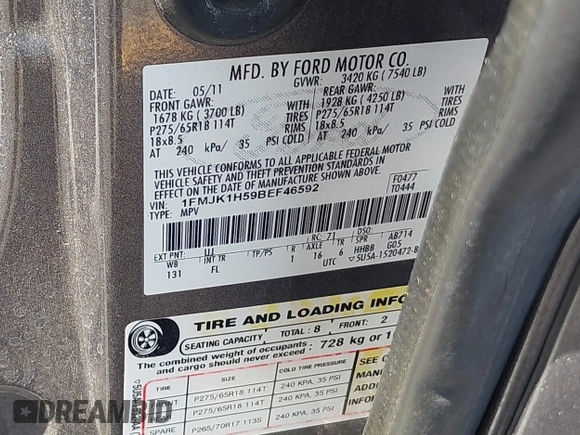 MFD. BY FORD MOTOR CO.
DATE: 05/11 GVWR: 3420 KG (7540 LB)
FRONT GAWR: REAR GAWR:
1678 KG (3700 LB) WITH 1928 KG (4250 LB) WITH
P275/65R18 114T TIRES P275/65R18 114T TIRES
18x8.5 RIMS 18x8.5 RIMS
AT 240 kPa/ 35 PSI COLD AT 240 kPa/ 35 PSI COLD
THIS VEHICLE CONFORMS TO ALL APPLICABLE FEDERAL MOTOR
VEHICLE SAFETY AND THEFT PREVENTION STANDARDS IN
EFFECT ON THE DATE OF MANUFACTURE SHOWN ABOVE.
VIN: 1FMJK1H59BEF46592 F0477
TYPE: MPV T0444
EXT PNT: UJ RC: 71 DSO: AB714
WB INT TR TP/PS R AXLE TR SPR
131 FL 1 16 6 HHBB G05
UTC ▽5U5A-1520472-B
TIRE AND LOADING INFO
SEATING CAPACITY TOTAL: 8 FRONT: 2
The combined weight of occupants
and cargo should never exceed: 728 kg or 1
TIRE SIZE COLD TIRE PRESSURE SEE O
P275/65R18 114T 240 KPA, 35 PSI MANU
P275/65R18 114T 240 KPA, 35 PSI ADDIT
SPARE P265/70R17 113S 240 KPA, 35 PSI INFOR
DREAMBID